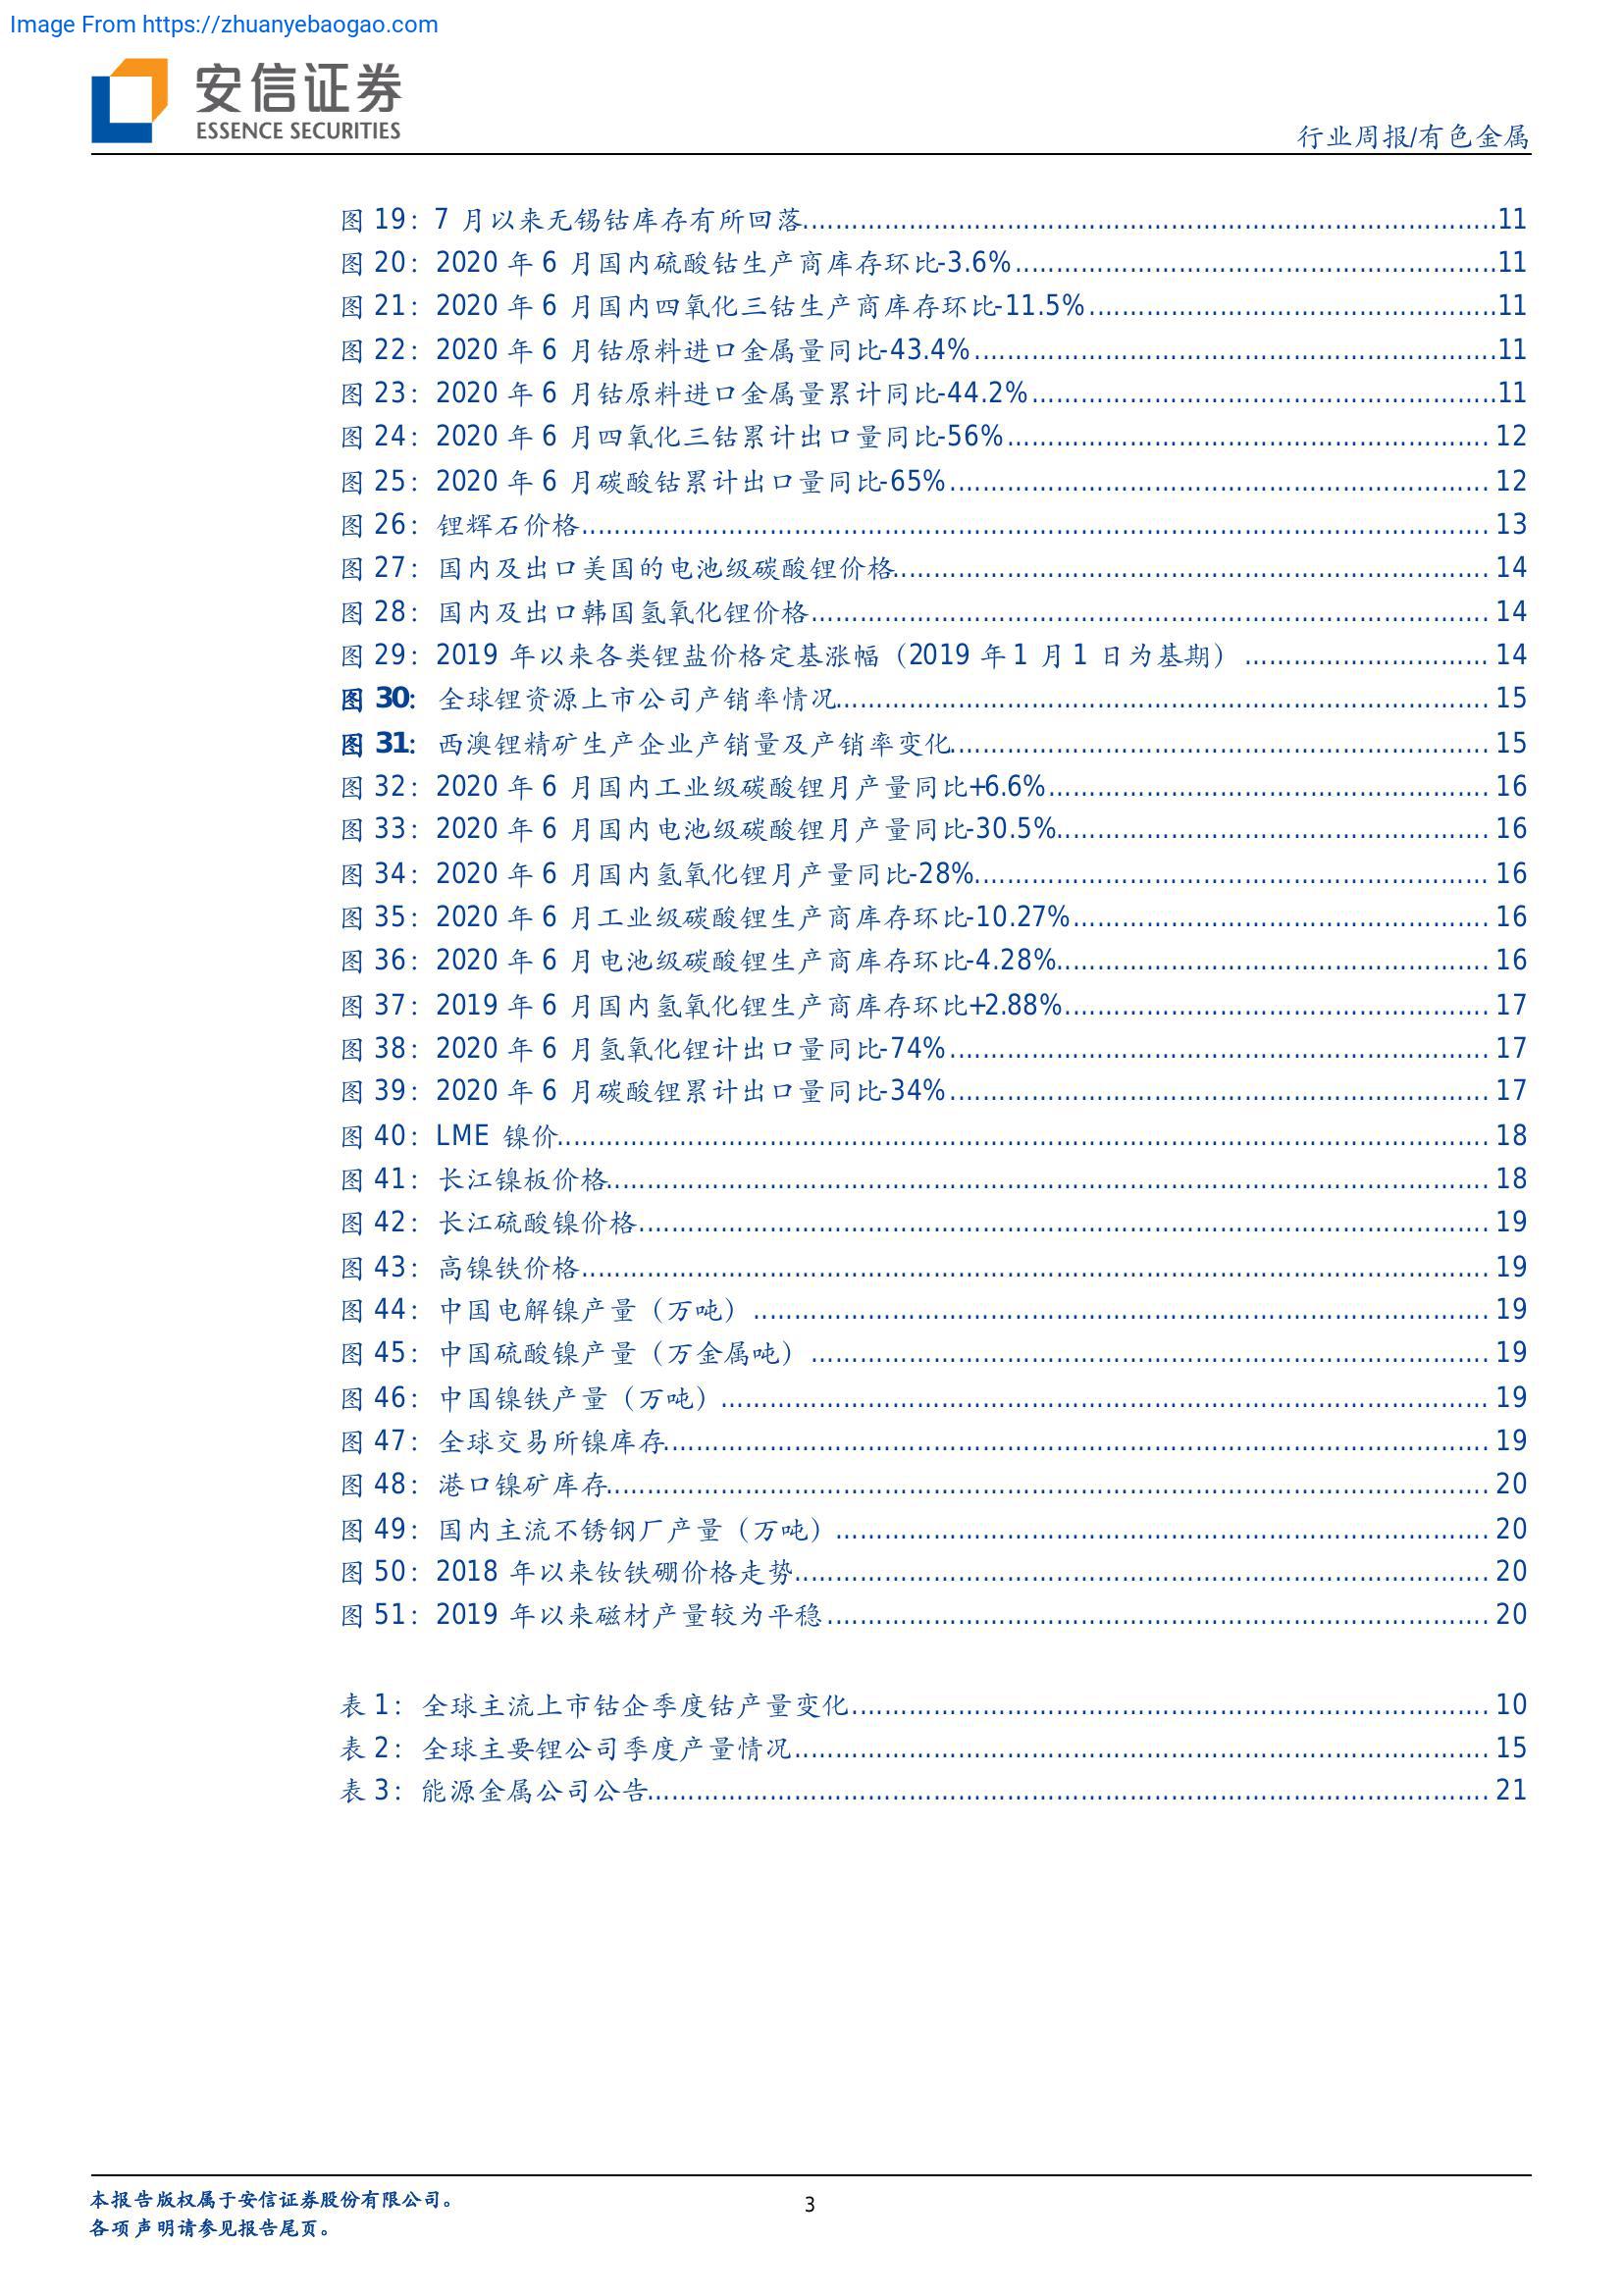 Image From https://zhuanyebaogao.com
安信证券
ESSENCE SECURITIES
行业周报/有色金属
图 19：7 月以来无锡钴库存有所回落 11
图 20：2020 年 6 月国内硫酸钴生产商库存环比-3.6% 11
图 21：2020 年 6 月国内四氧化三钴生产商库存环比-11.5% 11
图 22：2020 年 6 月钴原料进口金属量同比-43.4% 11
图 23：2020 年 6 月钴原料进口金属量累计同比-44.2% 11
图 24：2020 年 6 月四氧化三钴累计出口量同比-56% 12
图 25：2020 年 6 月碳酸钴累计出口量同比-65% 12
图 26：锂辉石价格 13
图 27：国内及出口美国的电池级碳酸锂价格 14
图 28：国内及出口韩国氢氧化锂价格 14
图 29：2019 年以来各类锂盐价格定基涨幅（2019 年 1 月 1 日为基期） 14
图 30：全球锂资源上市公司产销率情况 15
图 31：西澳锂精矿生产企业产销量及产销率变化 15
图 32：2020 年 6 月国内工业级碳酸锂月产量同比+6.6% 16
图 33：2020 年 6 月国内电池级碳酸锂月产量同比-30.5% 16
图 34：2020 年 6 月国内氢氧化锂月产量同比-28% 16
图 35：2020 年 6 月工业级碳酸锂生产商库存环比-10.27% 16
图 36：2020 年 6 月电池级碳酸锂生产商库存环比-4.28% 16
图 37：2019 年 6 月国内氢氧化锂生产商库存环比+2.88% 17
图 38：2020 年 6 月氢氧化锂计出口量同比-74% 17
图 39：2020 年 6 月碳酸锂累计出口量同比-34% 17
图 40：LME 镍价 18
图 41：长江镍板价格 18
图 42：长江硫酸镍价格 19
图 43：高镍铁价格 19
图 44：中国电解镍产量（万吨） 19
图 45：中国硫酸镍产量（万金属吨） 19
图 46：中国镍铁产量（万吨） 19
图 47：全球交易所镍库存 19
图 48：港口镍矿库存 20
图 49：国内主流不锈钢厂产量（万吨） 20
图 50：2018 年以来钕铁硼价格走势 20
图 51：2019 年以来磁材产量较为平稳 20
表 1：全球主流上市钴企季度钴产量变化 10
表 2：全球主要锂公司季度产量情况 15
表 3：能源金属公司公告 21
本报告版权属于安信证券股份有限公司。
各项声明请参见报告尾页。
3